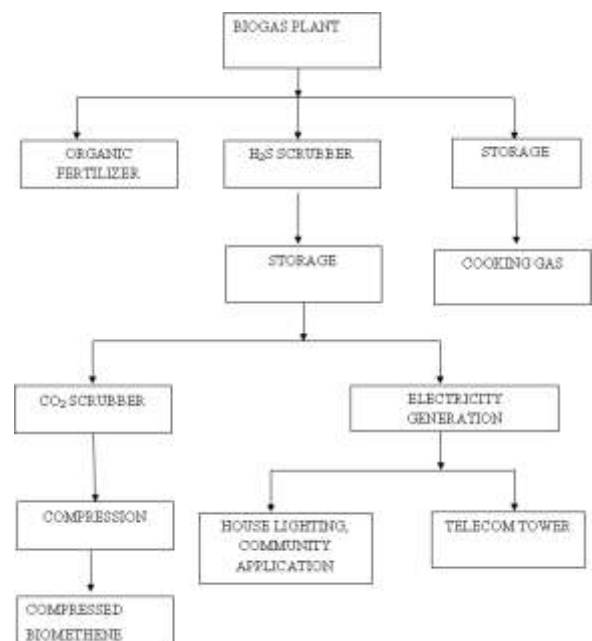 BIOGAS PLANT
ORGANIC
FERTILIZER
H₂S SCRUBBER
STORAGE
STORAGE
COOKING GAS
CO₂ SCRUBBER
ELECTRICITY
GENERATION
COMPRESSION
HOUSE LIGHTING,
COMMUNITY
APPLICATION
TELECOM TOWER
COMPRESSED
BIOMETHENE